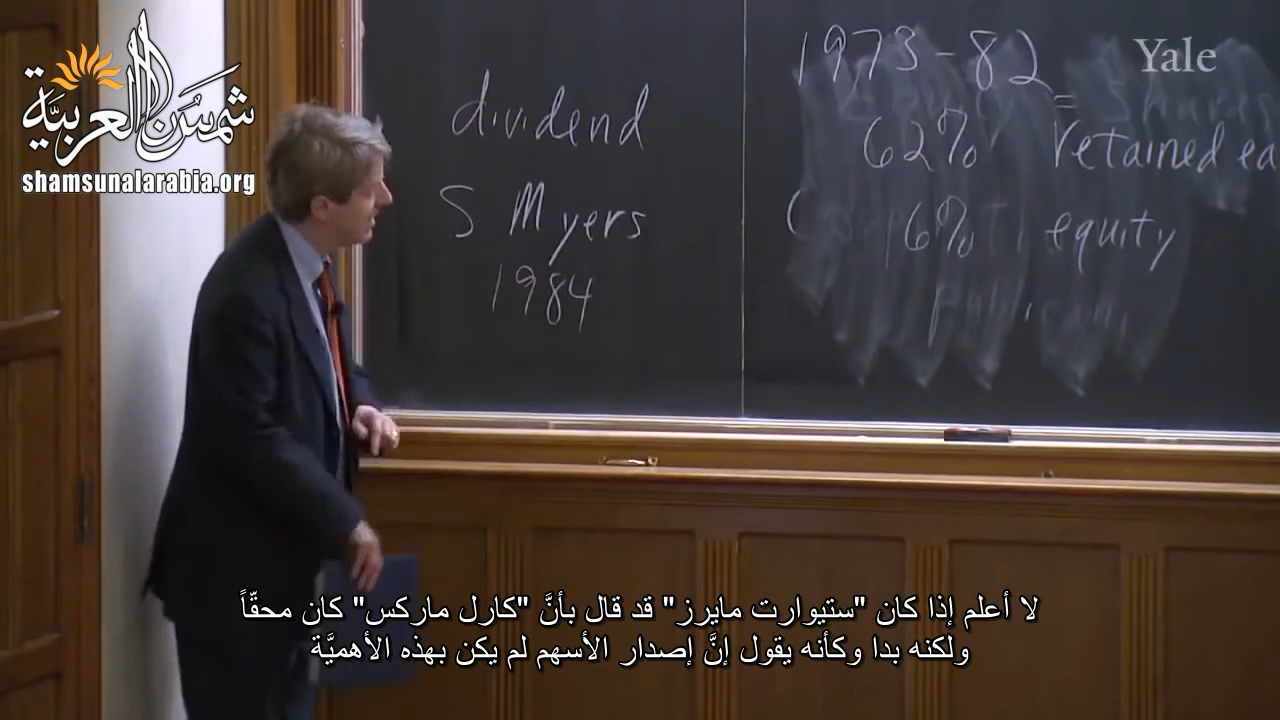 شمس العربية
shamsunalarabia.org
Yale
dividend
S Myers
1984
1973-82
62% retained ea
6% equity
لا أعلم إذا كان "ستيوارت مايرز" قد قال بأنَّ "كارل ماركس" كان محقّاً
ولكنه بدا وكأنه يقول إنَّ إصدار الأسهم لم يكن بهذه الأهميَّة